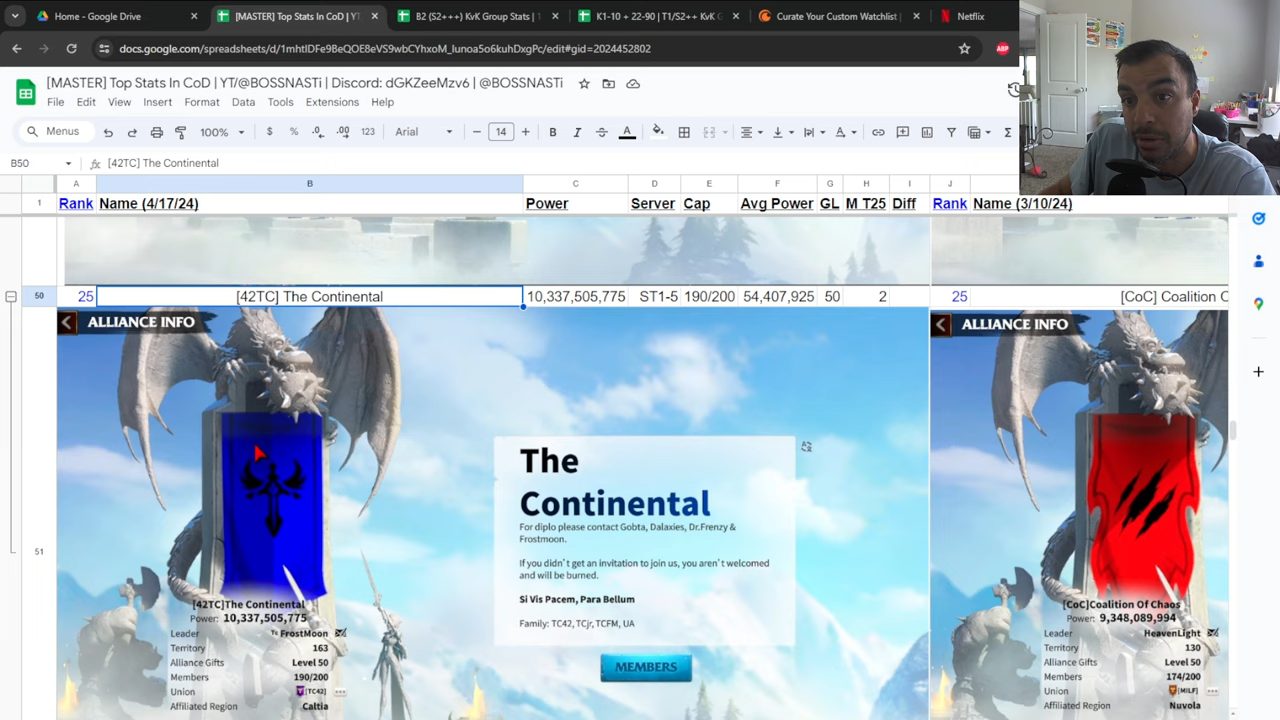 Home - Google Drive
[MASTER] Top Stats In CoD | YT
B2 (S2+++) KvK Group Stats | 1
K1-10 + 22-90 | T1/S2++ KvK G
Curate Your Custom Watchlist
Netflix
docs.google.com/spreadsheets/d/1mhtIDFe9BeQOE8eVS9wbCYhxoM_lunoa5o6kuhDxgPc/edit#gid=2024452802
ABP
[MASTER] Top Stats In CoD | YT/@BOSSNASTi | Discord: dGKZeeMzv6 | @BOSSNASTi
File Edit View Insert Format Data Tools Extensions Help
Menus 100% $ % .0 .00 123 Arial 14 B I A Σ
B50 fx [42TC] The Continental
A B C D E F G H I J
1 Rank Name (4/17/24) Power Server Cap Avg Power GL M T25 Diff Rank Name (3/10/24)
50 25 [42TC] The Continental 10,337,505,775 ST1-5 190/200 54,407,925 50 2 25 [CoC] Coalition C
51
ALLIANCE INFO
[42TC]The Continental
Power: 10,337,505,775
Leader FrostMoon
Territory 163
Alliance Gifts Level 50
Members 190/200
Union [TC42]
Affiliated Region Caltia
The
Continental
For diplo please contact Gobta, Dalaxies, Dr.Frenzy &
Frostmoon.
If you didn't get an invitation to join us, you aren't welcomed
and will be burned.
Si Vis Pacem, Para Bellum
Family: TC42, TCjr, TCFM, UA
MEMBERS
ALLIANCE INFO
[CoC]Coalition Of Chaos
Power: 9,348,089,994
Leader HeavenLight
Territory 130
Alliance Gifts Level 50
Members 174/200
Union [MILF]
Affiliated Region Nuvola